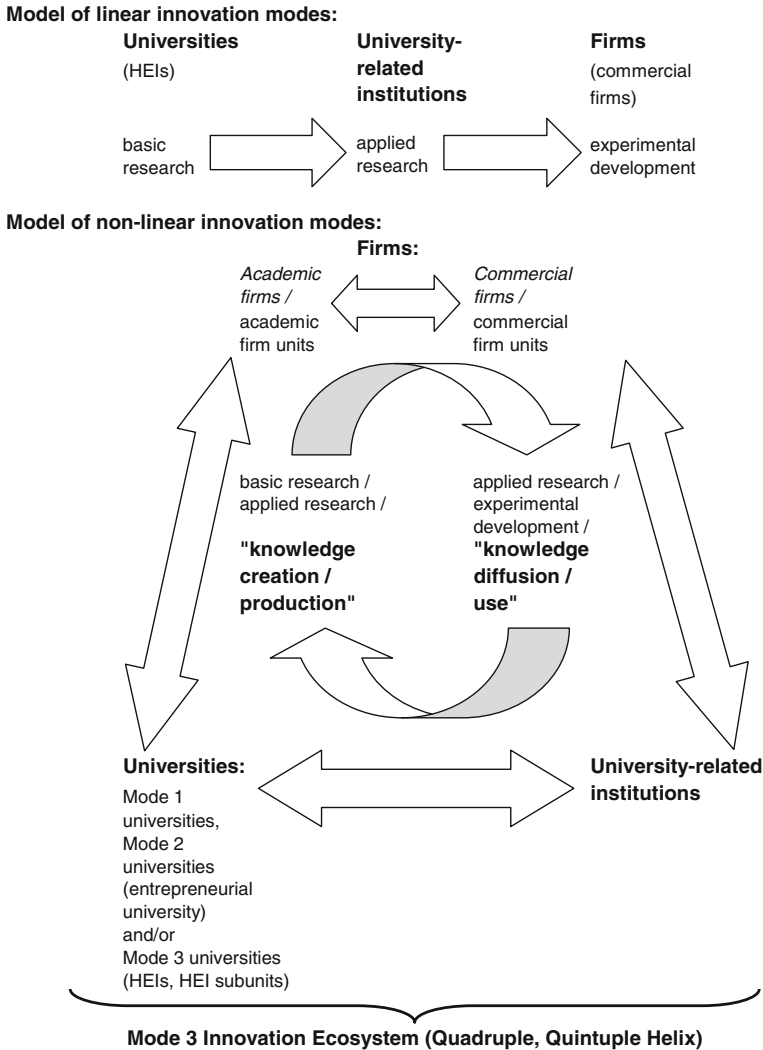 Model of linear innovation modes:
Universities
(HEIs)
University-
related
institutions
Firms
(commercial
firms)
basic
research
applied
research
experimental
development
Model of non-linear innovation modes:
Firms:
Academic
firms /
academic
firm units
Commercial
firms /
commercial
firm units
basic research /
applied research /
"knowledge
creation /
production"
applied research /
experimental
development /
"knowledge
diffusion /
use"
Universities:
Mode 1
universities,
Mode 2
universities
(entrepreneurial
university)
and/or
Mode 3 universities
(HEIs, HEI subunits)
University-related
institutions
Mode 3 Innovation Ecosystem (Quadruple, Quintuple Helix)